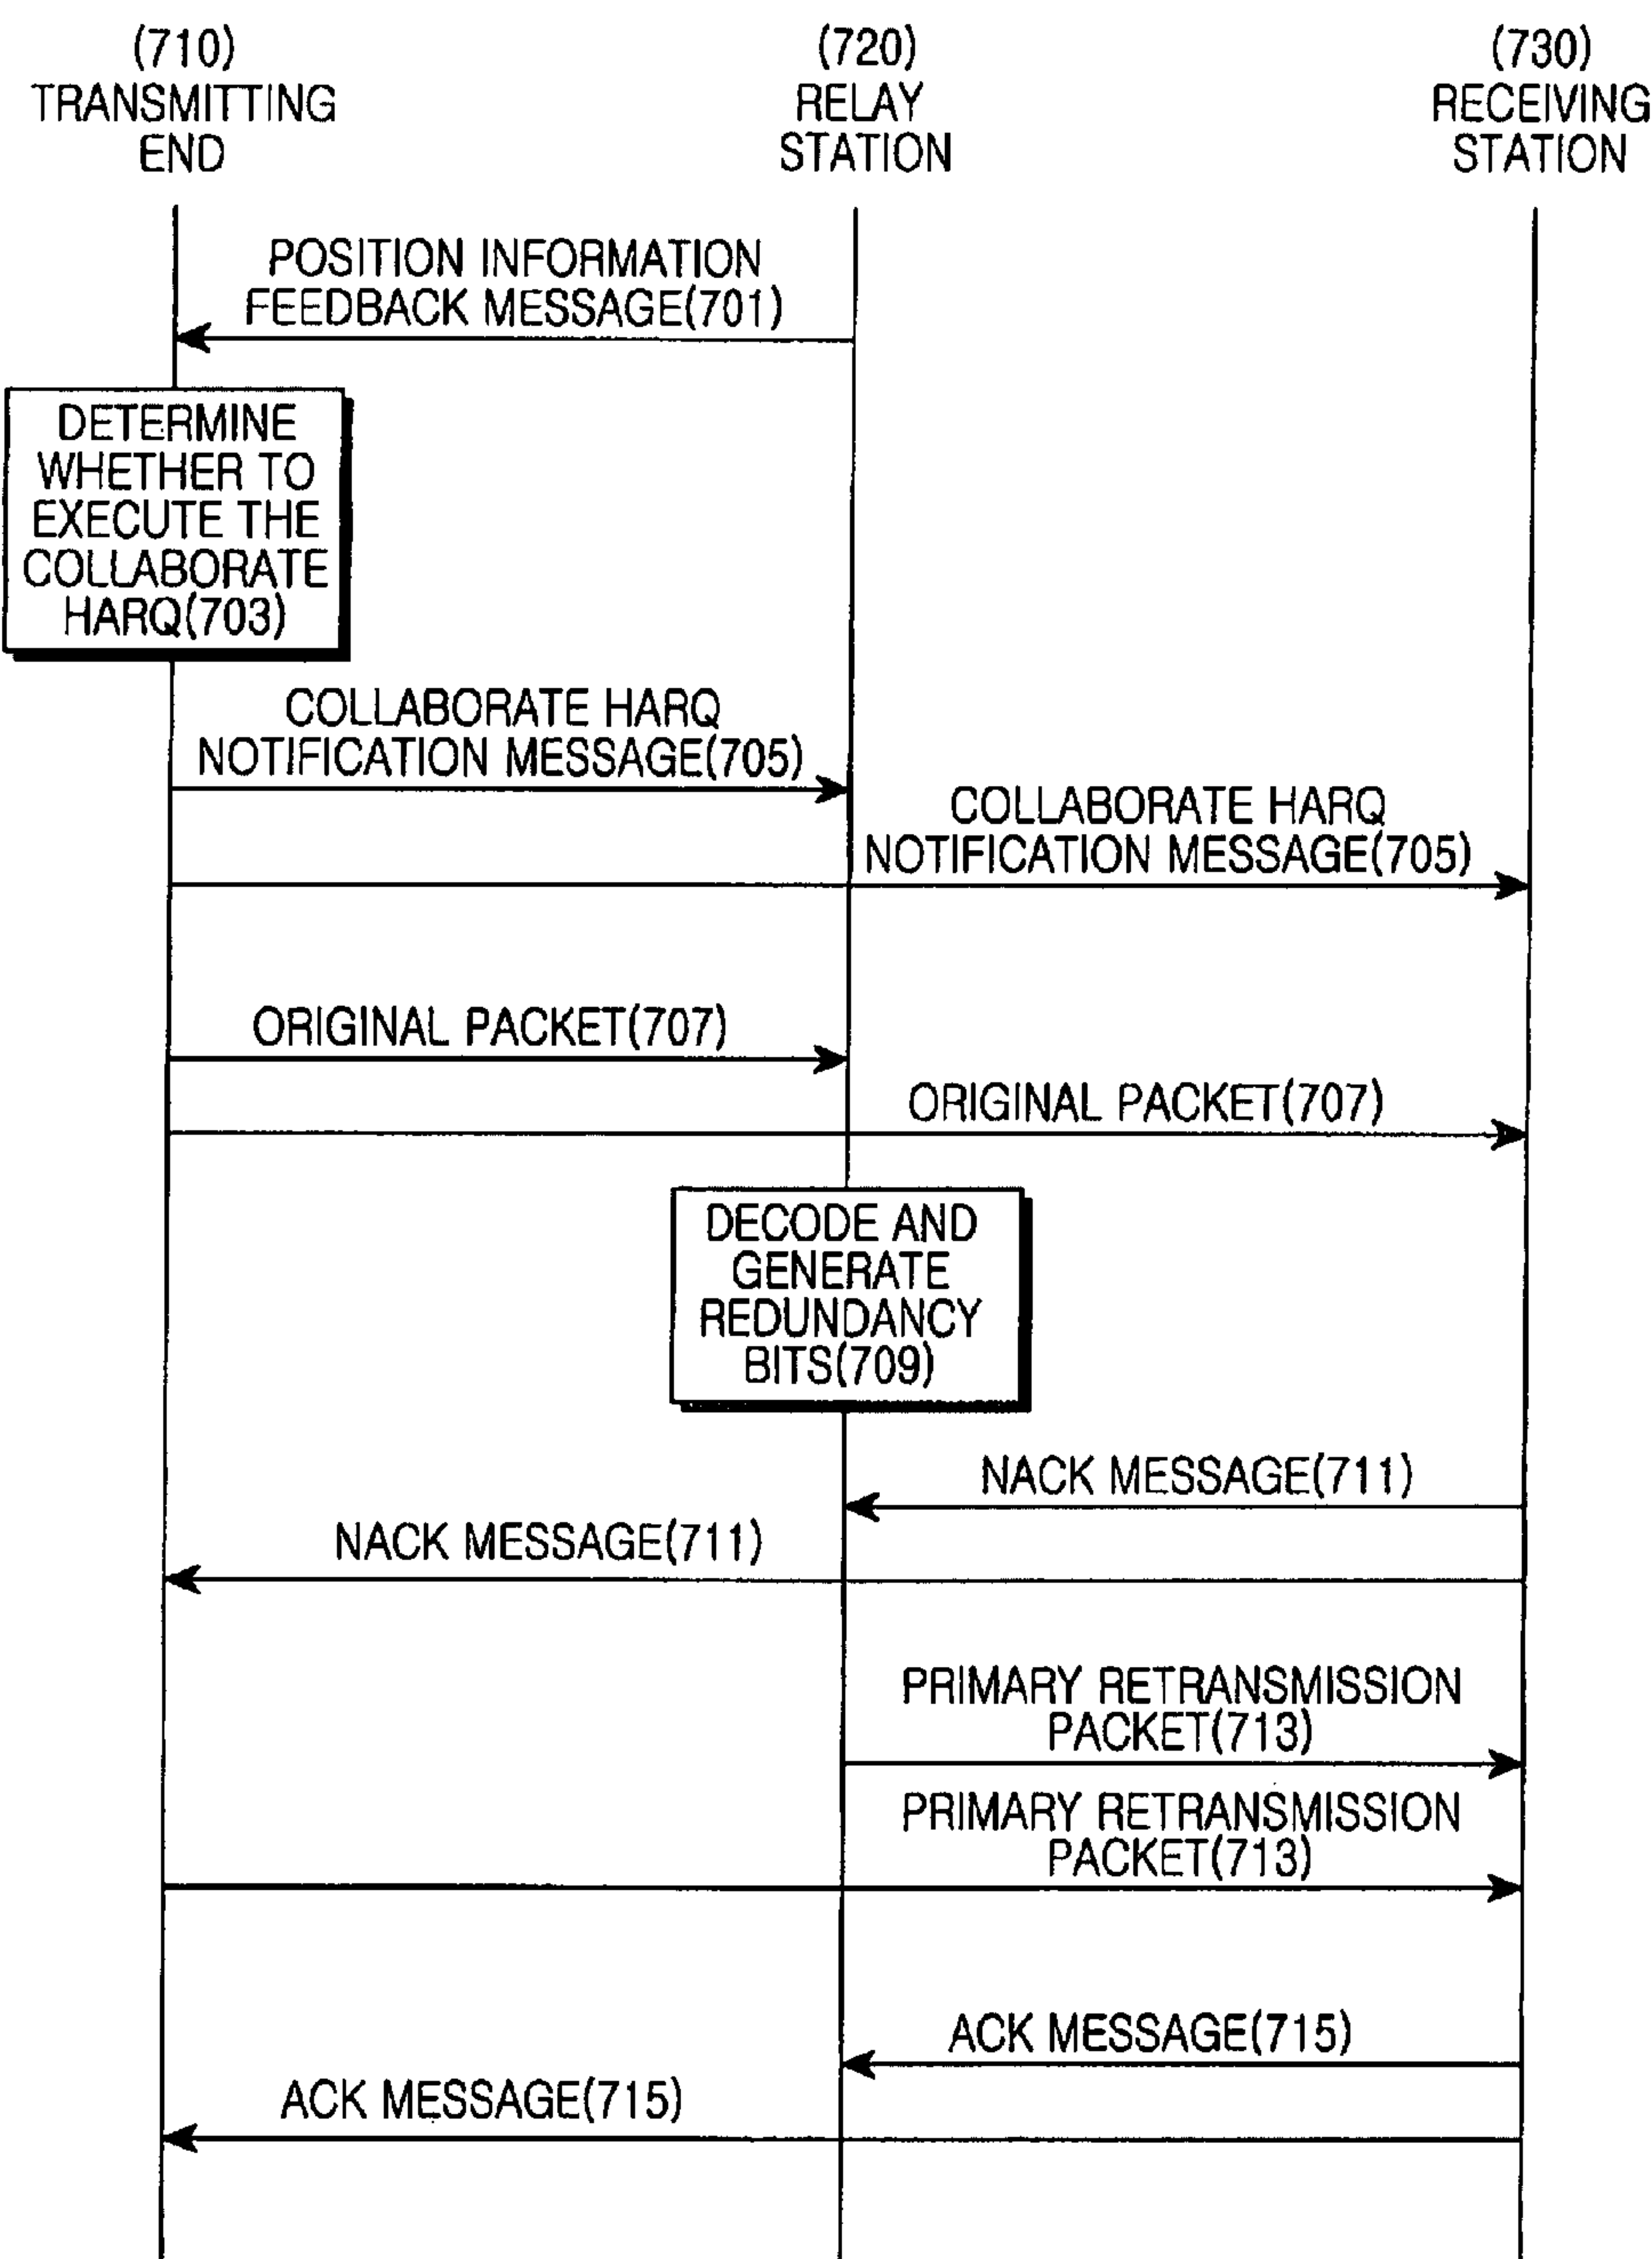 (710)
TRANSMITTING
END
(720)
RELAY
STATION
(730)
RECEIVING
STATION
POSITION INFORMATION
FEEDBACK MESSAGE(701)
DETERMINE
WHETHER TO
EXECUTE THE
COLLABORATE
HARQ(703)
COLLABORATE HARQ
NOTIFICATION MESSAGE(705)
COLLABORATE HARQ
NOTIFICATION MESSAGE(705)
ORIGINAL PACKET(707)
ORIGINAL PACKET(707)
DECODE AND
GENERATE
REDUNDANCY
BITS(709)
NACK MESSAGE(711)
NACK MESSAGE(711)
PRIMARY RETRANSMISSION
PACKET(713)
PRIMARY RETRANSMISSION
PACKET(713)
ACK MESSAGE(715)
ACK MESSAGE(715)